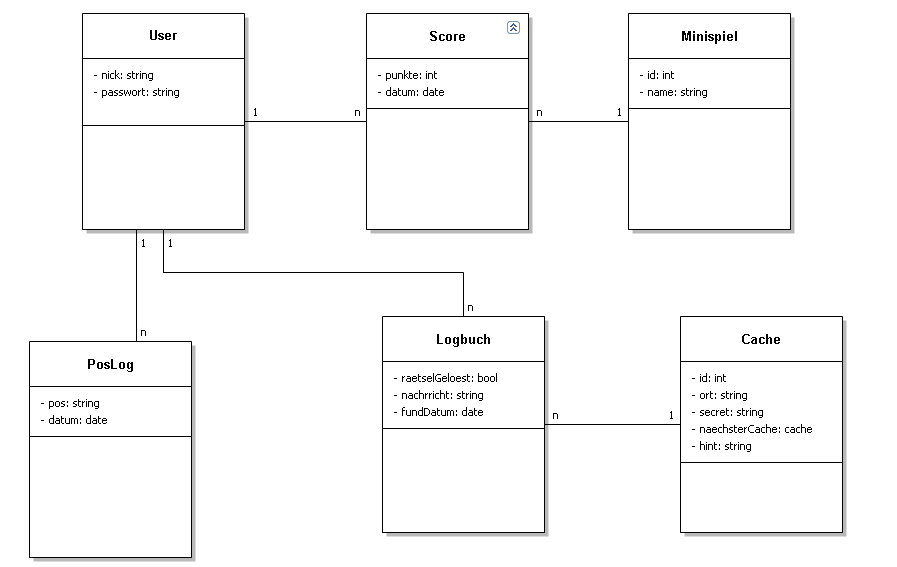 User
- nick: string
- passwort: string
1
n
Score
- punkte: int
- datum: date
n
1
Minispiel
- id: int
- name: string
1
1
n
n
PosLog
- pos: string
- datum: date
Logbuch
- raetselGeloest: bool
- nachrricht: string
- fundDatum: date
n
1
Cache
- id: int
- ort: string
- secret: string
- naechsterCache: cache
- hint: string